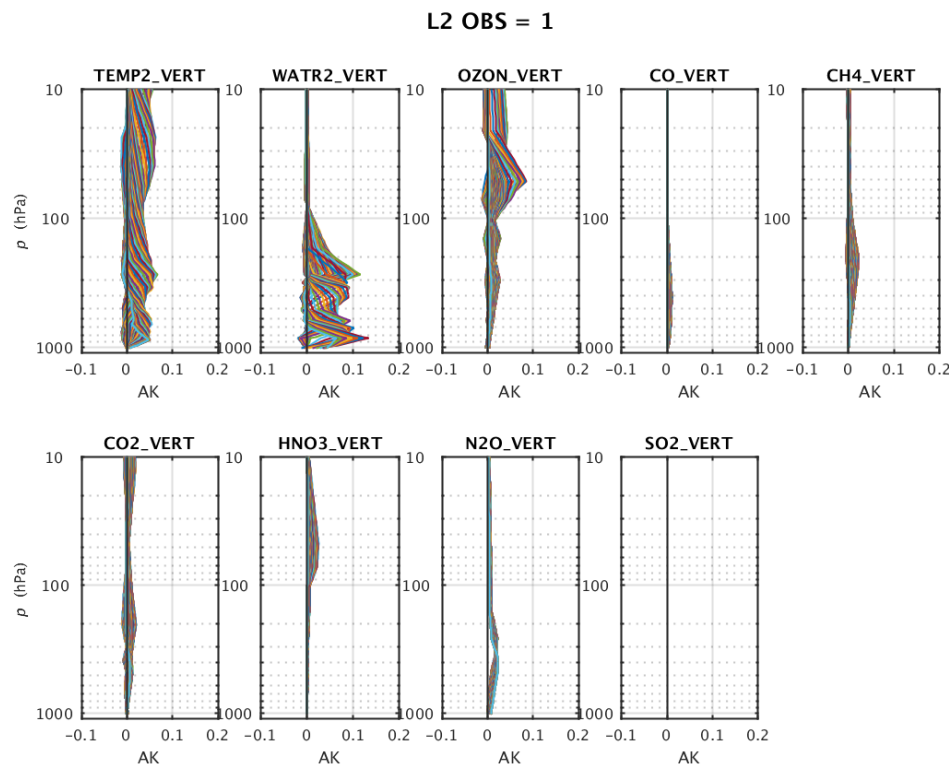 L2 OBS = 1
TEMP2_VERT WATR2_VERT OZON_VERT CO_VERT CH4_VERT
10 10 10 10 10
p (hPa)
100 100 100 100 100
1000 1000 1000 1000 1000
−0.1 0 0.1 0.2 −0.1 0 0.1 0.2 −0.1 0 0.1 0.2 −0.1 0 0.1 0.2 −0.1 0 0.1 0.2
AK AK AK AK AK
CO2_VERT HNO3_VERT N2O_VERT SO2_VERT
10 10 10 10
p (hPa)
100 100 100 100
1000 1000 1000 1000
−0.1 0 0.1 0.2 −0.1 0 0.1 0.2 −0.1 0 0.1 0.2 −0.1 0 0.1 0.2
AK AK AK AK